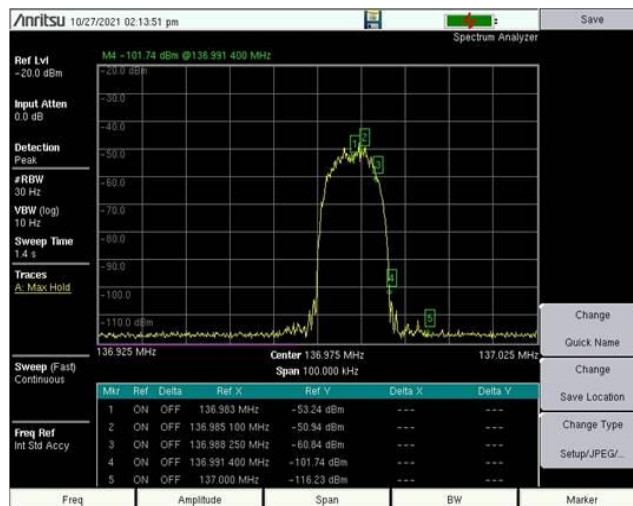 Anritsu 10/27/2021 02:13:51 pm
Save
Spectrum Analyzer
Ref Lvl
-20.0 dBm
Input Atten
0.0 dB
Detection
Peak
#RBW
30 Hz
VBW (log)
10 Hz
Sweep Time
1.4 s
Traces
A: Max Hold
Sweep (Fast)
Continuous
Freq Ref
Int Std Accy
M4 -101.74 dBm @136.991 400 MHz
-20.0 dBm
-30.0
-40.0
-50.0
-60.0
-70.0
-80.0
-90.0
-100.0
-110.0 dBm
1
2
3
4
5
136.925 MHz
Center 136.975 MHz
137.025 MHz
Span 100.000 kHz
Mkr Ref Delta Ref X Ref Y Delta X Delta Y
1 ON OFF 136.983 MHz -53.24 dBm --- ---
2 ON OFF 136.985 100 MHz -50.94 dBm --- ---
3 ON OFF 136.988 250 MHz -60.84 dBm --- ---
4 ON OFF 136.991 400 MHz -101.74 dBm --- ---
5 ON OFF 137.000 MHz -116.23 dBm --- ---
Change
Quick Name
Change
Save Location
Change Type
Setup/JPEG/...
Freq Amplitude Span BW Marker